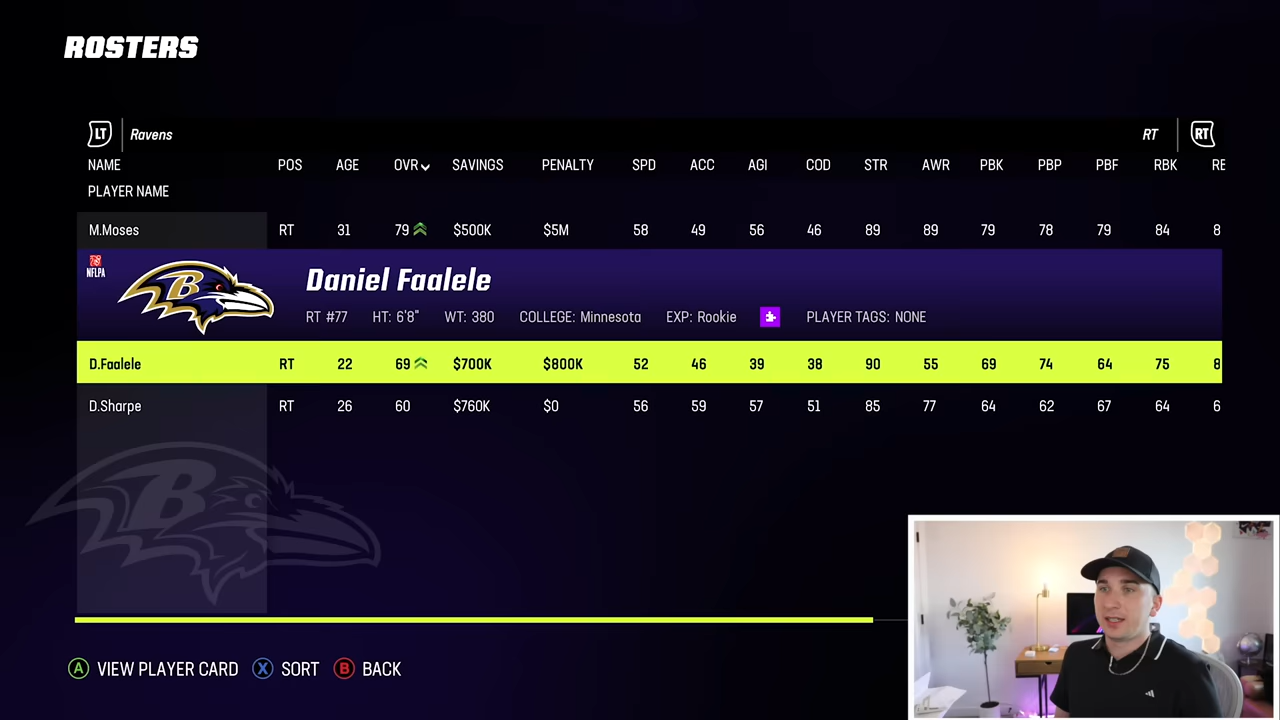 ROSTERS
LT Ravens RT RT
NAME POS AGE OVR SAVINGS PENALTY SPD ACC AGI COD STR AWR PBK PBP PBF RBK RE
PLAYER NAME
M.Moses RT 31 79 $500K $5M 58 49 56 46 89 89 79 78 79 84 8
NFLPA
B
Daniel Faalele
RT #77 HT: 6'8" WT: 380 COLLEGE: Minnesota EXP: Rookie PLAYER TAGS: NONE
D.Faalele RT 22 69 $700K $800K 52 46 39 38 90 55 69 74 64 75 8
D.Sharpe RT 26 60 $760K $0 56 59 57 51 85 77 64 62 67 64 6
B
A VIEW PLAYER CARD X SORT B BACK